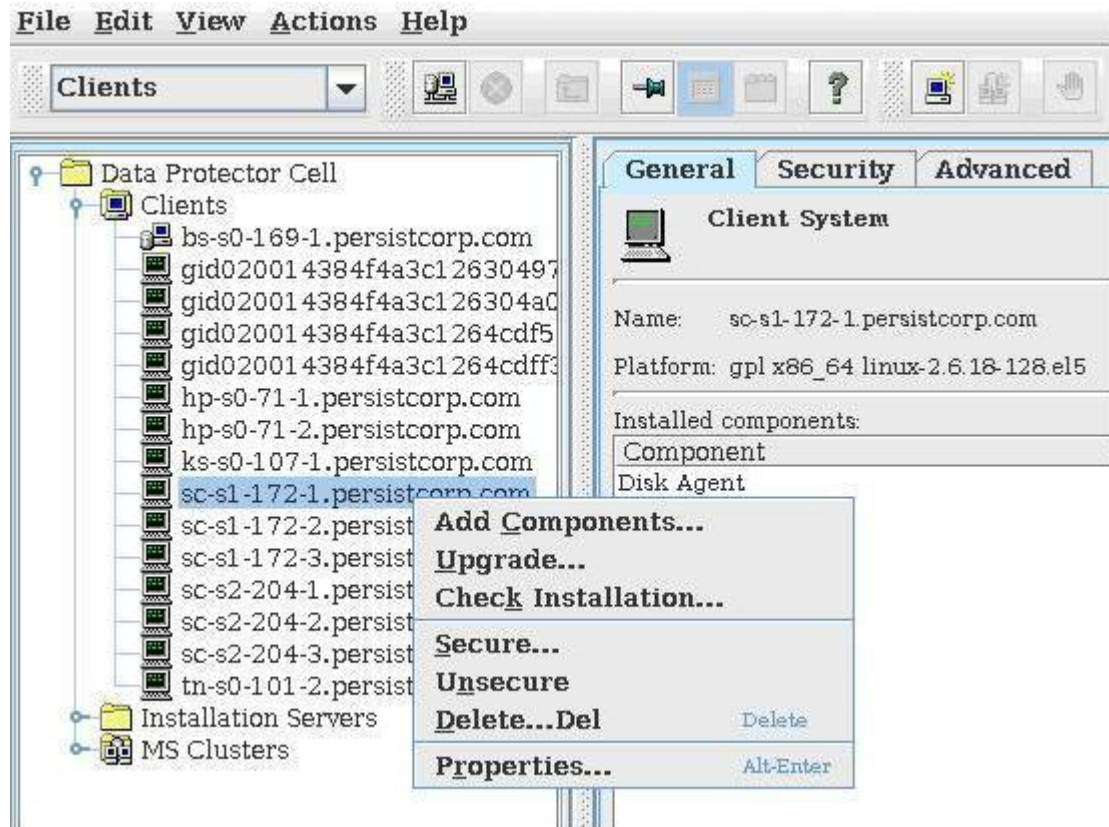 File Edit View Actions Help
Clients
Data Protector Cell
Clients
bs-s0-169-1.persistcorp.com
gid020014384f4a3c12630497
gid020014384f4a3c126304a0
gid020014384f4a3c1264cdf5
gid020014384f4a3c1264cdff
hp-s0-71-1.persistcorp.com
hp-s0-71-2.persistcorp.com
ks-s0-107-1.persistcorp.com
sc-s1-172-1.persistcorp.com
sc-s1-172-2.persist
sc-s1-172-3.persist
sc-s2-204-1.persist
sc-s2-204-2.persist
sc-s2-204-3.persist
tn-s0-101-2.persist
Installation Servers
MS Clusters
General Security Advanced
Client System
Name: sc-s1-172-1.persistcorp.com
Platform: gpl x86_64 linux-2.6.18-128.el5
Installed components:
Component
Disk Agent
Add Components...
Upgrade...
Check Installation...
Secure...
Unsecure
Delete...Del Delete
Properties... Alt-Enter